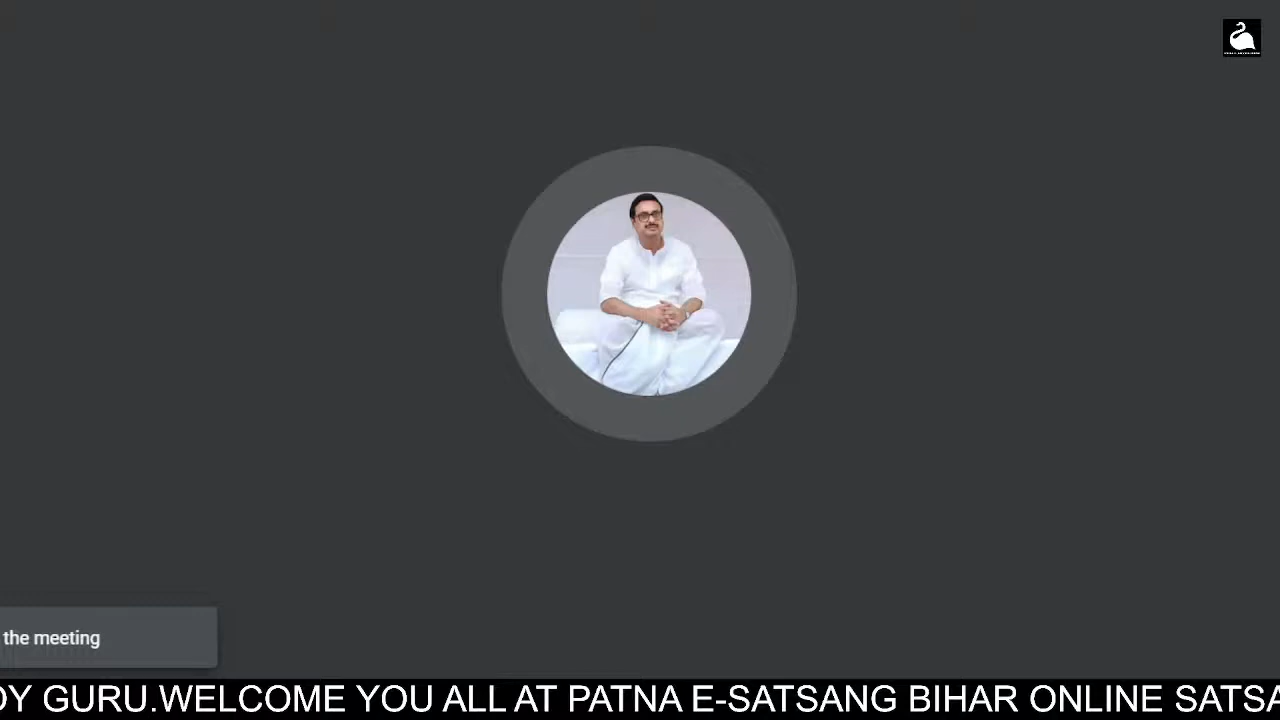 the meeting
DY GURU.WELCOME YOU ALL AT PATNA E-SATSANG BIHAR ONLINE SATSA